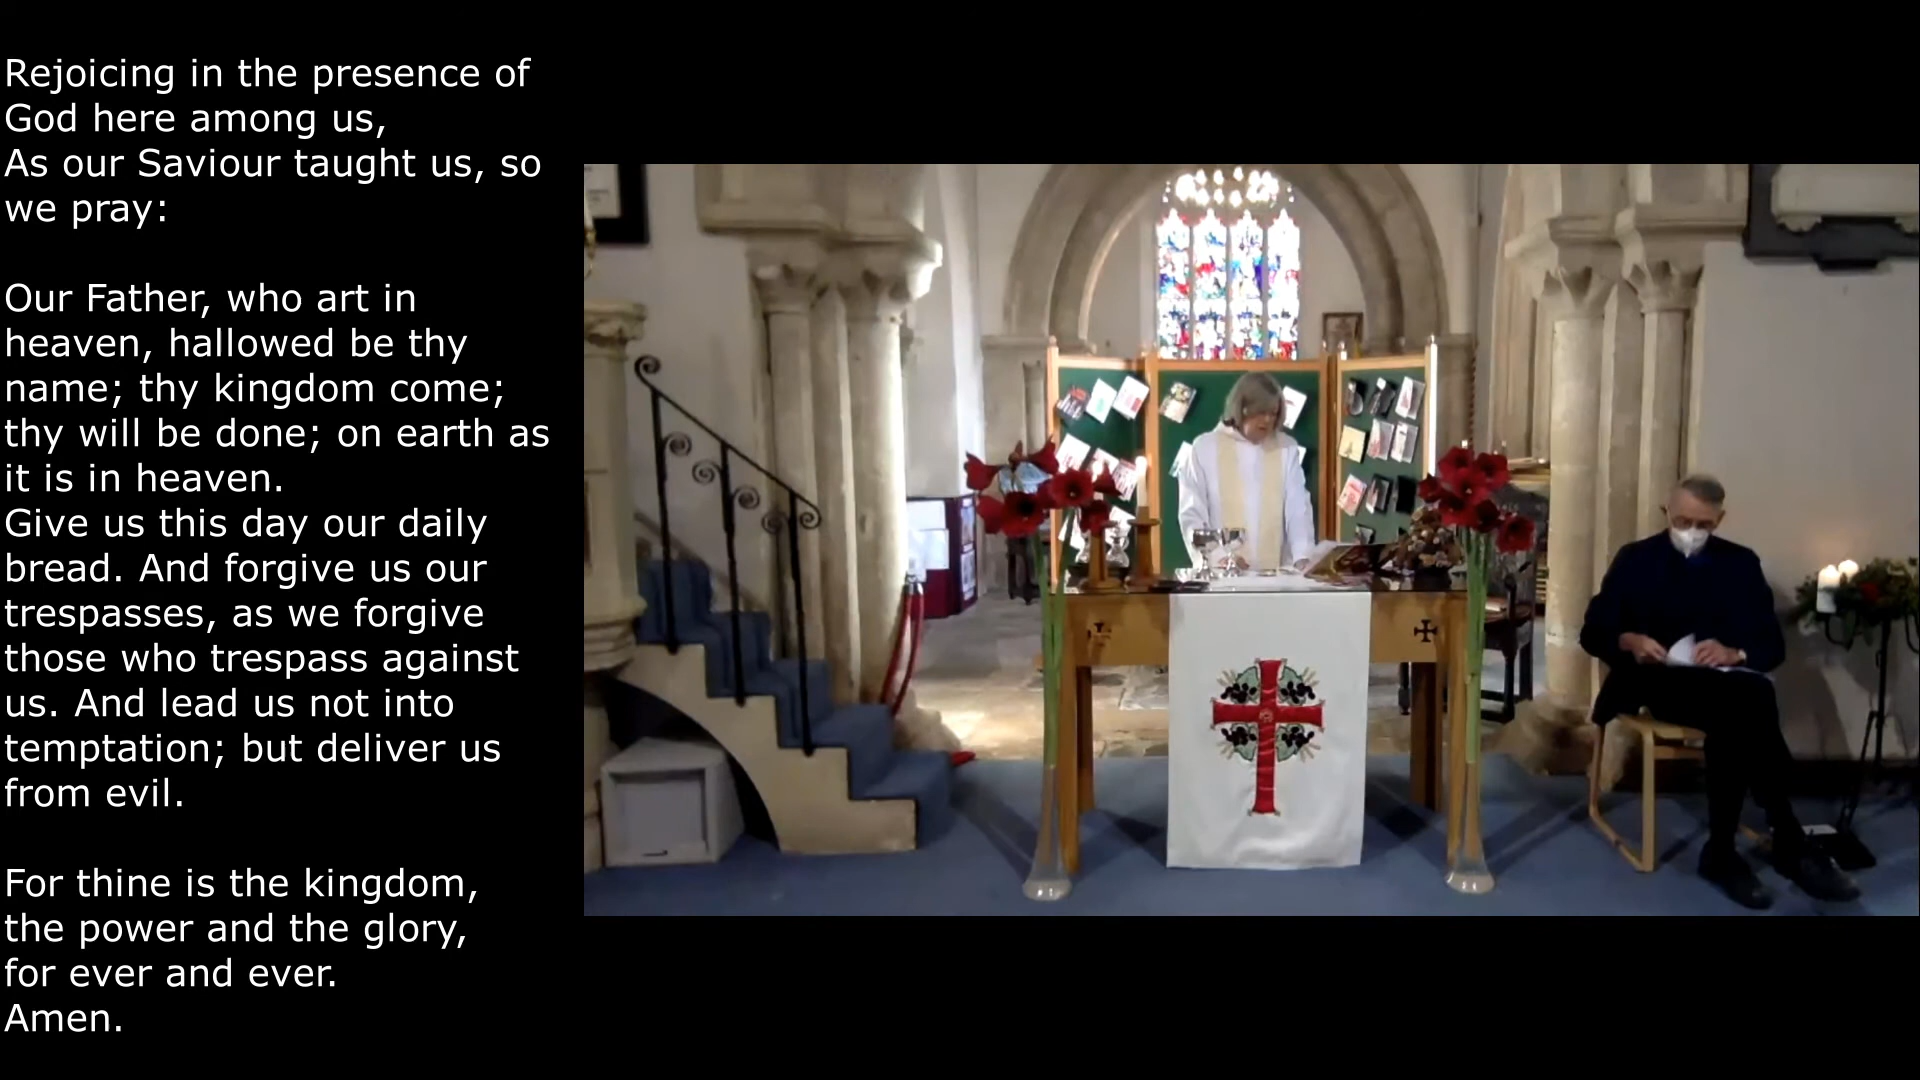 Rejoicing in the presence of
God here among us,
As our Saviour taught us, so
we pray:
Our Father, who art in
heaven, hallowed be thy
name; thy kingdom come;
thy will be done; on earth as
it is in heaven.
Give us this day our daily
bread. And forgive us our
trespasses, as we forgive
those who trespass against
us. And lead us not into
temptation; but deliver us
from evil.
For thine is the kingdom,
the power and the glory,
for ever and ever.
Amen.